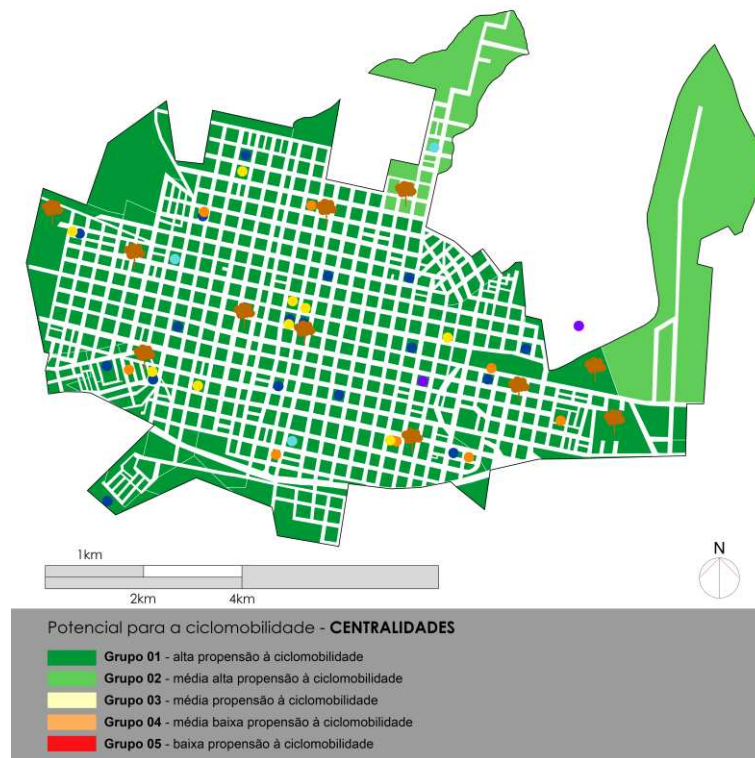 1km
2km 4km
N
Potencial para a ciclomobilidade - CENTRALIDADES
Grupo 01 - alta propensão à ciclomobilidade
Grupo 02 - média alta propensão à ciclomobilidade
Grupo 03 - média propensão à ciclomobilidade
Grupo 04 - média baixa propensão à ciclomobilidade
Grupo 05 - baixa propensão à ciclomobilidade